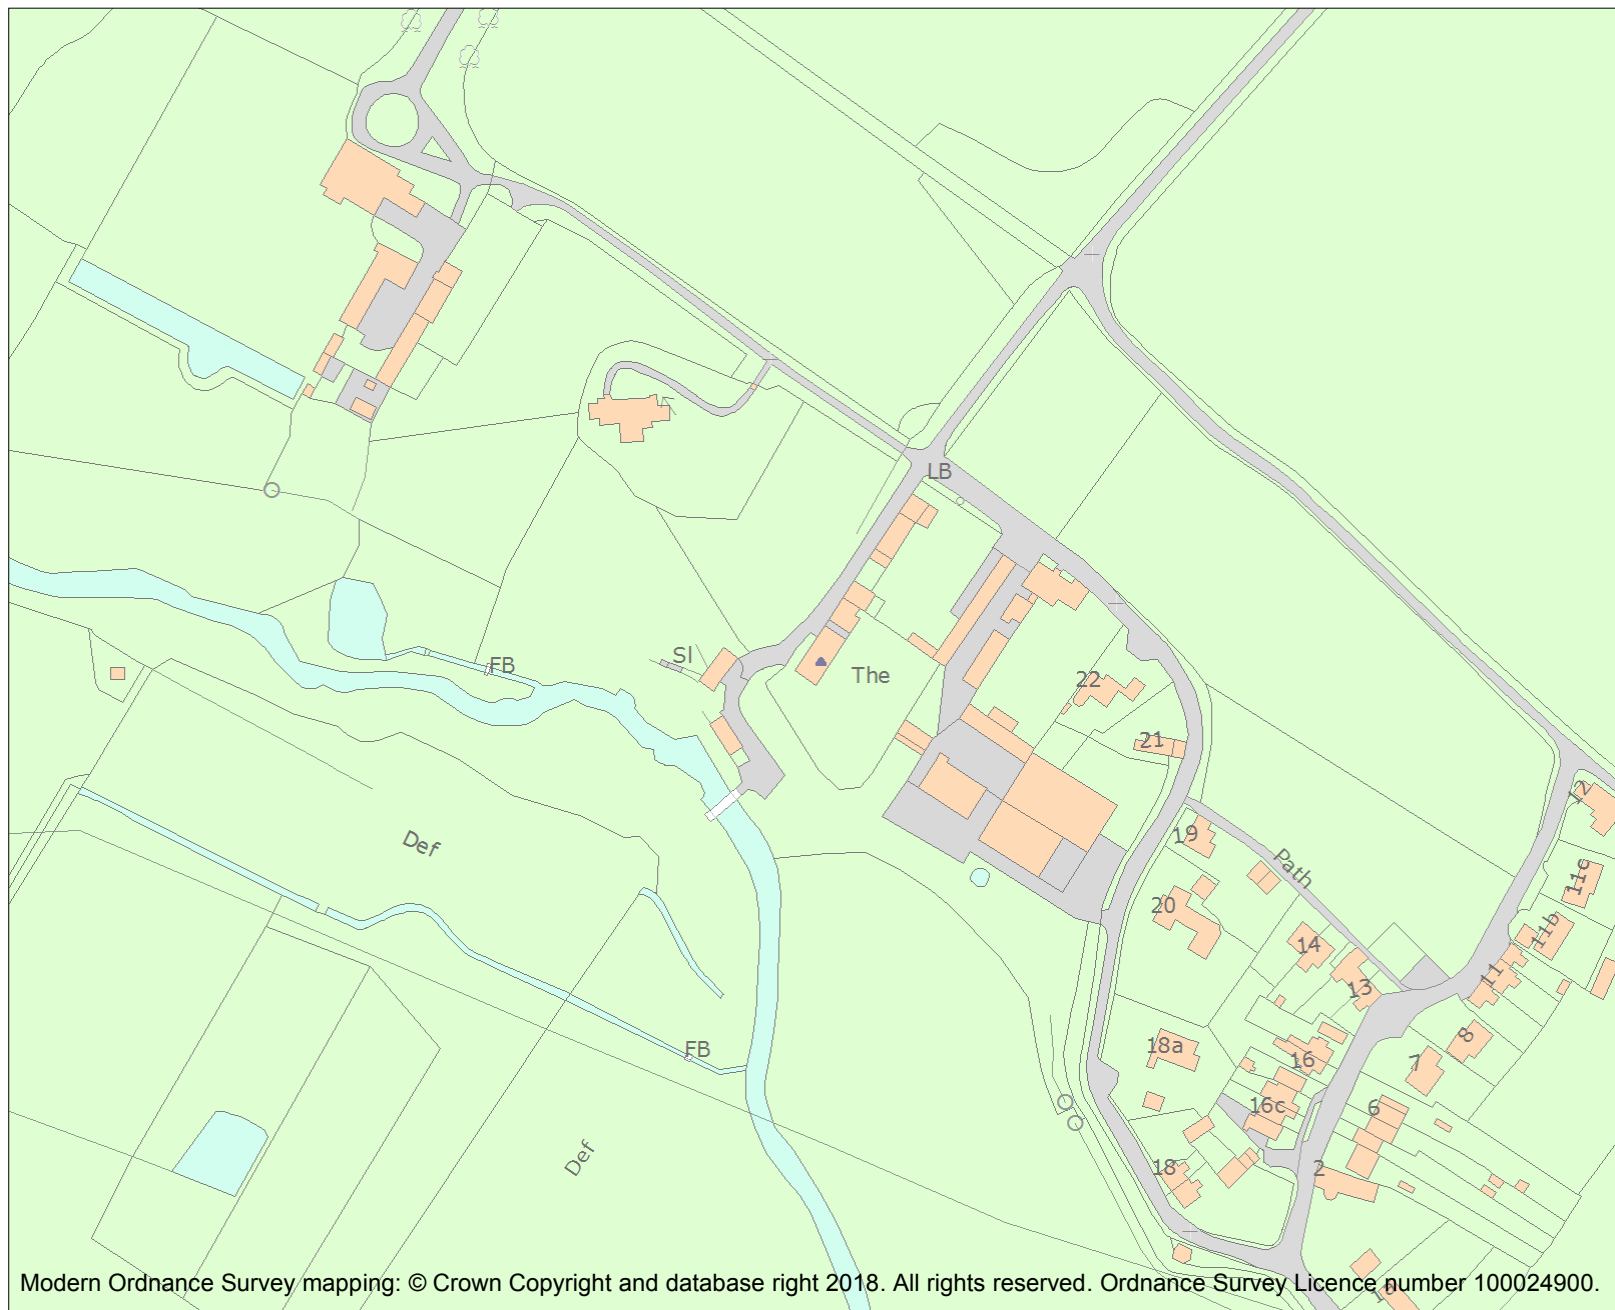 LB
FB
Sl
The
22
21
12
Def
19
Path
11c
20
11b
14
11
13
FB
18a
16
8
7
16c
6
Def
18
2
Modern Ordnance Survey mapping: © Crown Copyright and database right 2018. All rights reserved. Ordnance Survey Licence number 100024900.